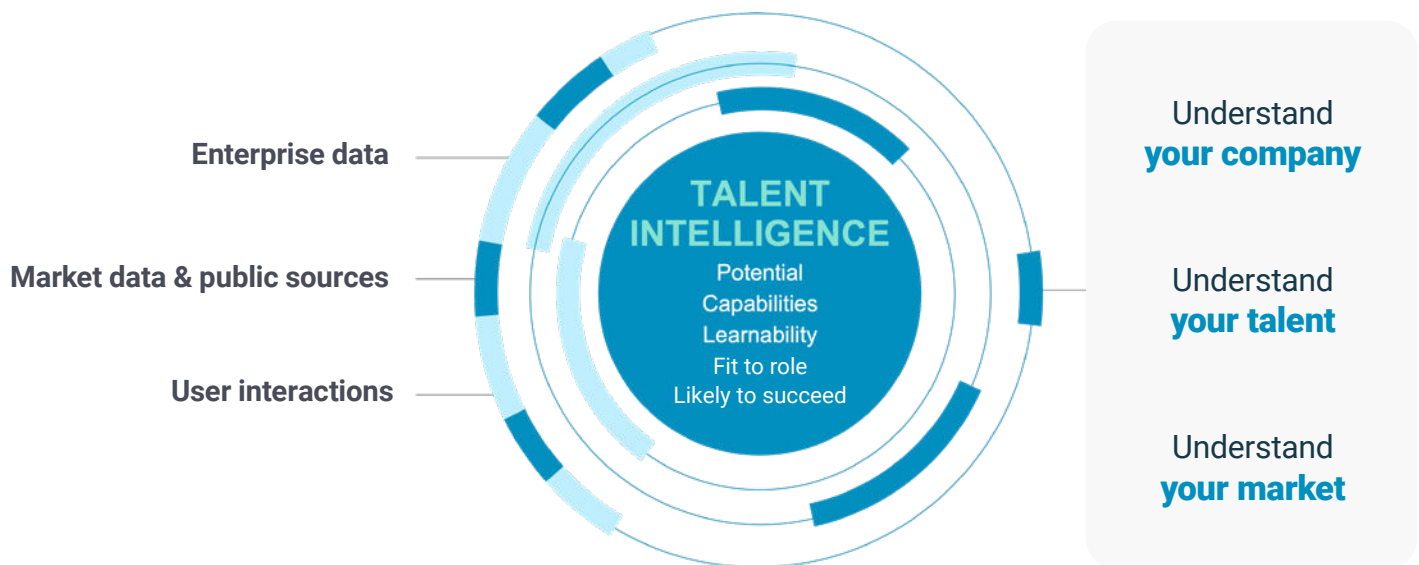 Enterprise data
Market data & public sources
User interactions
TALENT
INTELLIGENCE
Potential
Capabilities
Learnability
Fit to role
Likely to succeed
Understand
your company
Understand
your talent
Understand
your market